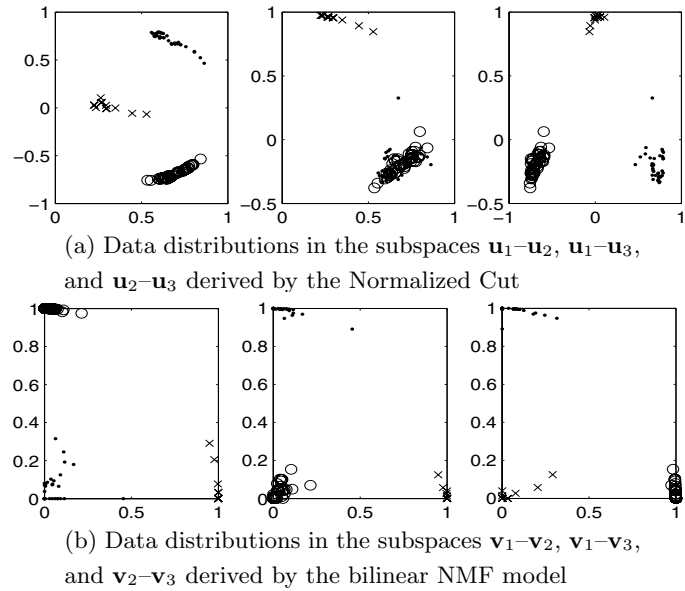 1 1 1
0.5 0.5
0 0.5
0 0
−0.5
−1 −0.5 −0.5
0 0.5 1 0 0.5 1 −1 0 1
(a) Data distributions in the subspaces u₁–u₂, u₁–u₃,
and u₂–u₃ derived by the Normalized Cut
1 1 1
0.8 0.8 0.8
0.6 0.6 0.6
0.4 0.4 0.4
0.2 0.2 0.2
0 0 0
0 0.5 1 0 0.5 1 0 0.5 1
(b) Data distributions in the subspaces v₁–v₂, v₁–v₃,
and v₂–v₃ derived by the bilinear NMF model